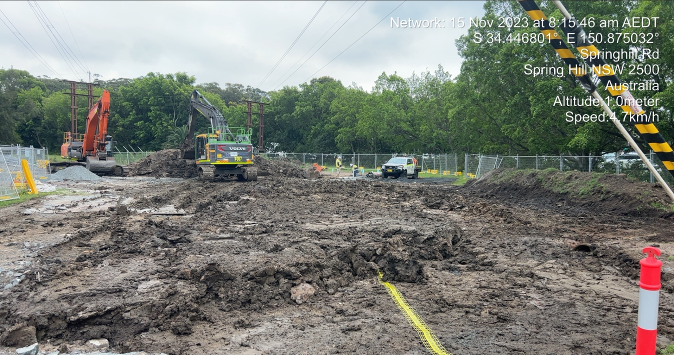 Network: 15 Nov 2023 at 8:15:46 am AEDT
S 34.446801° E 150.875032°
Springhill Rd
Spring Hill NSW 2500
Australia
Altitude:1.0meter
Speed:4.7km/h
VOLVO